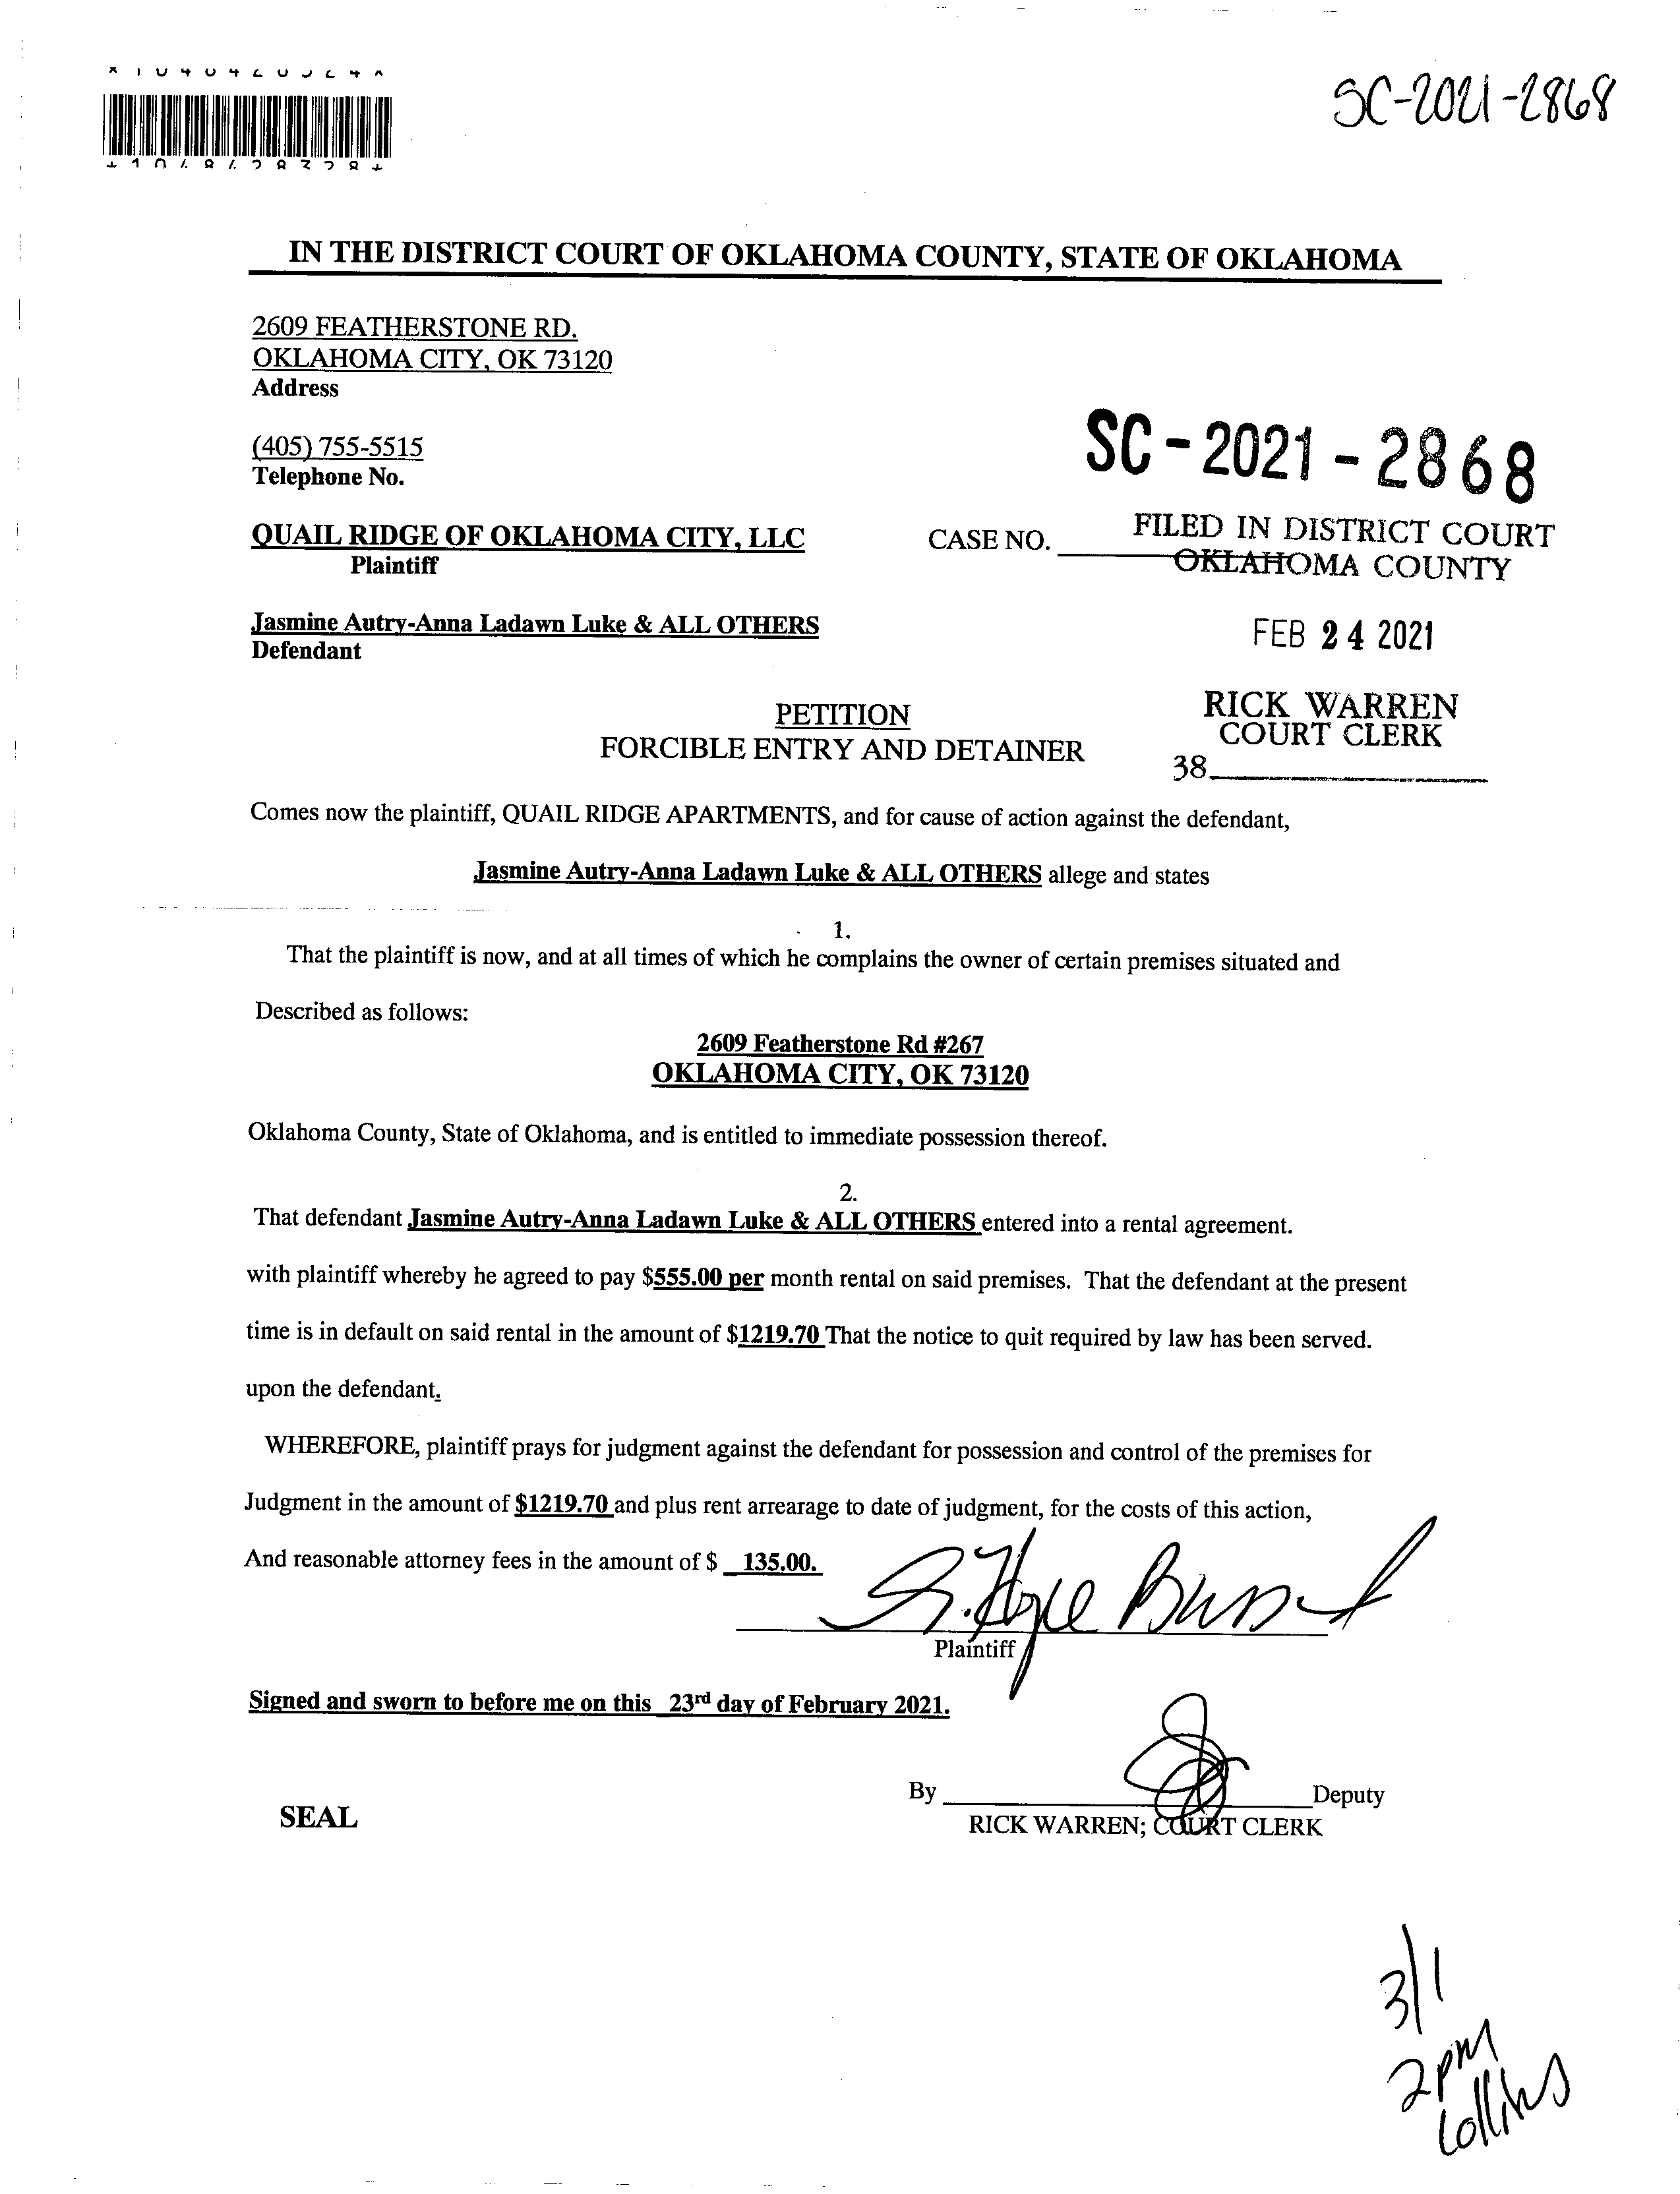 SC-2021-2868
IN THE DISTRICT COURT OF OKLAHOMA COUNTY, STATE OF OKLAHOMA
2609 FEATHERSTONE RD.
OKLAHOMA CITY, OK 73120
Address
(405) 755-5515
Telephone No.
SC-2021-2868
QUAIL RIDGE OF OKLAHOMA CITY, LLC
Plaintiff
CASE NO.
FILED IN DISTRICT COURT
OKLAHOMA COUNTY
Jasmine Autry-Anna Ladawn Luke & ALL OTHERS
Defendant
FEB 24 2021
RICK WARREN
COURT CLERK
38
PETITION
FORCIBLE ENTRY AND DETAINER
Comes now the plaintiff, QUAIL RIDGE APARTMENTS, and for cause of action against the defendant,
Jasmine Autry-Anna Ladawn Luke & ALL OTHERS allege and states
1.
That the plaintiff is now, and at all times of which he complains the owner of certain premises situated and
Described as follows:
2609 Featherstone Rd #267
OKLAHOMA CITY, OK 73120
Oklahoma County, State of Oklahoma, and is entitled to immediate possession thereof.
2.
That defendant Jasmine Autry-Anna Ladawn Luke & ALL OTHERS entered into a rental agreement.
with plaintiff whereby he agreed to pay $555.00 per month rental on said premises. That the defendant at the present
time is in default on said rental in the amount of $1219.70 That the notice to quit required by law has been served.
upon the defendant.
WHEREFORE, plaintiff prays for judgment against the defendant for possession and control of the premises for
Judgment in the amount of $1219.70 and plus rent arrearage to date of judgment, for the costs of this action,
And reasonable attorney fees in the amount of $ 135.00.
Plaintiff
Signed and sworn to before me on this 23rd day of February 2021.
By Deputy
RICK WARREN; COURT CLERK
SEAL
3/1
2pm
Collins